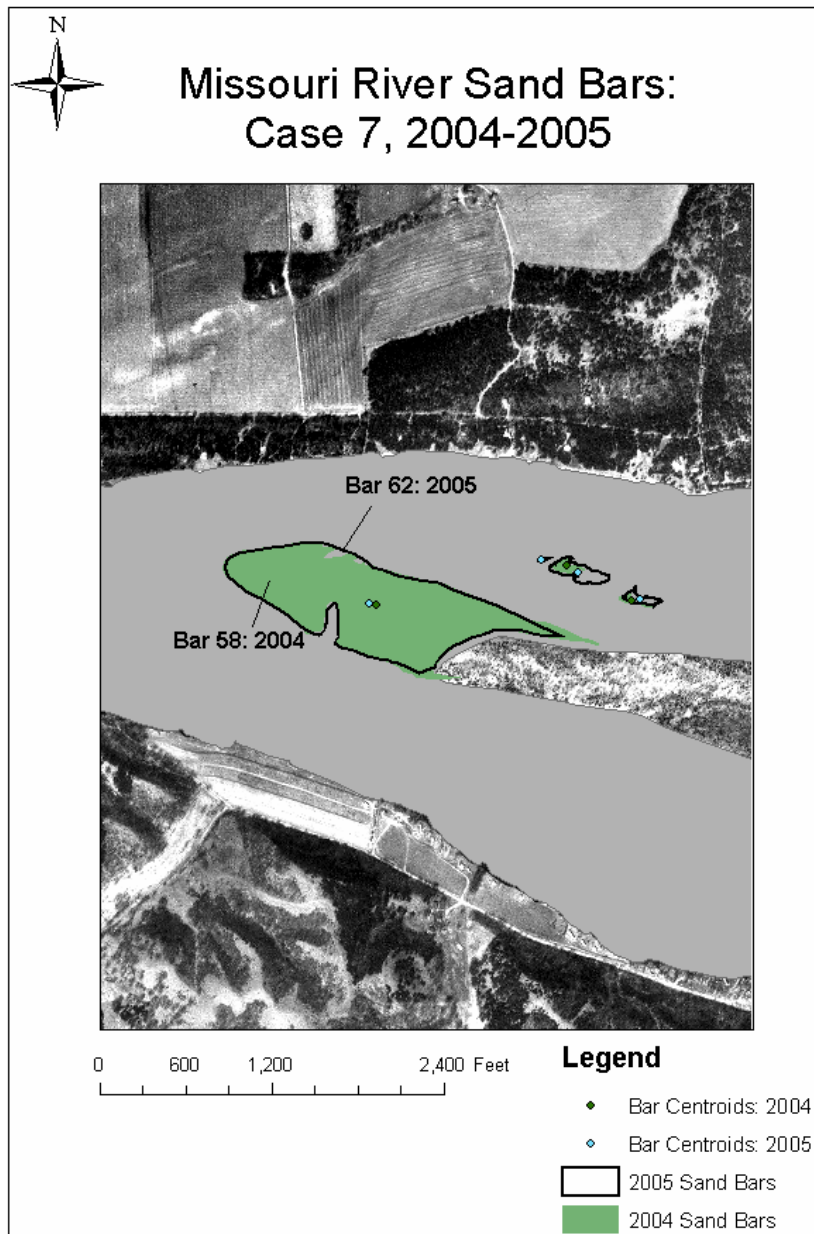 N
Missouri River Sand Bars:
Case 7, 2004-2005
Bar 62: 2005
Bar 58: 2004
0 600 1,200 2,400 Feet
Legend
Bar Centroids: 2004
Bar Centroids: 2005
2005 Sand Bars
2004 Sand Bars